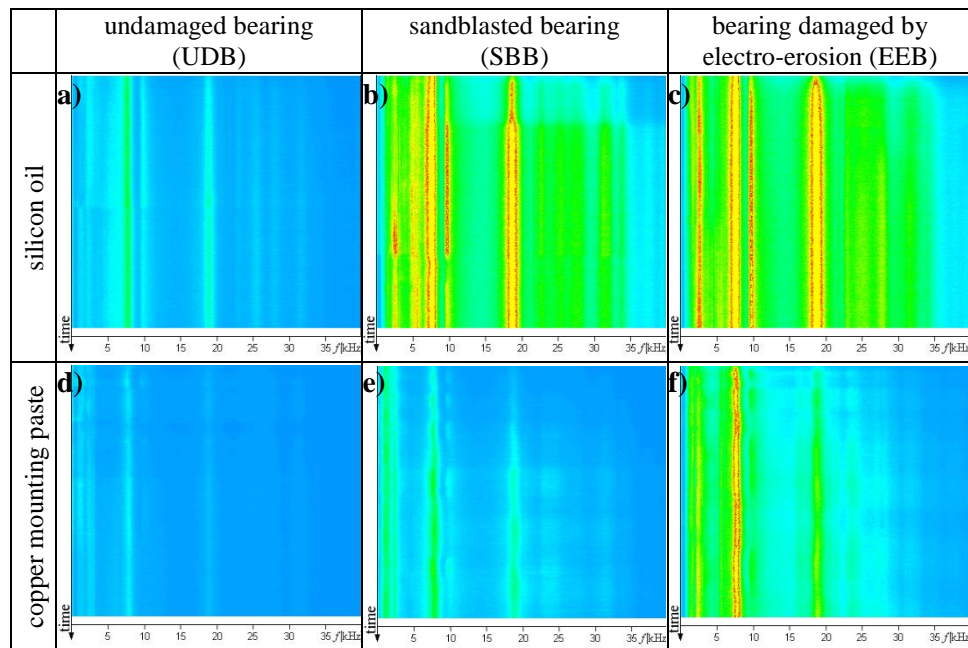 undamaged bearing
(UDB)
sandblasted bearing
(SBB)
bearing damaged by
electro-erosion (EEB)
silicon oil
a)
b)
c)
time
5 10 15 20 25 30 35 f|kHz
time
5 10 15 20 25 30 35 f|kHz
time
5 10 15 20 25 30 35 f|kHz
copper mounting paste
d)
e)
f)
time
5 10 15 20 25 30 35 f|kHz
time
5 10 15 20 25 30 35 f|kHz
time
5 10 15 20 25 30 35 f|kHz